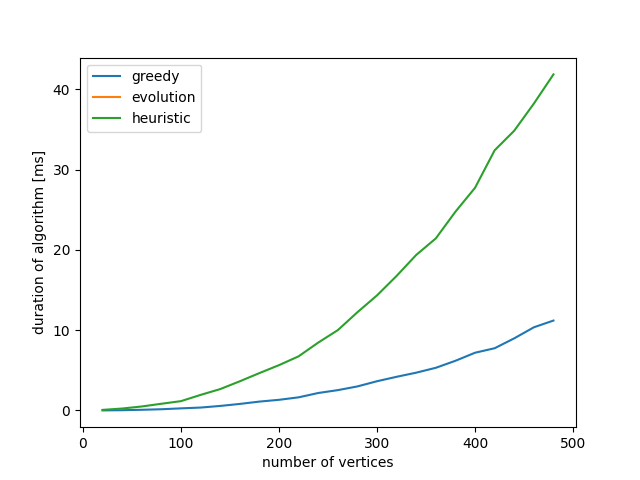 greedy
evolution
heuristic
duration of algorithm [ms]
40
30
20
10
0
0 100 200 300 400 500
number of vertices